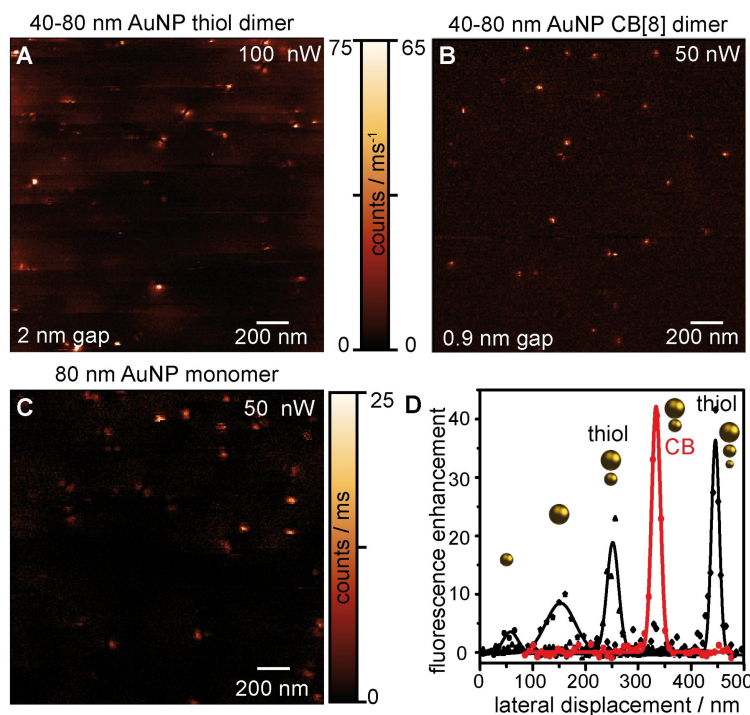 40-80 nm AuNP thiol dimer
A
100 nW
2 nm gap
200 nm
75
65
counts / ms⁻¹
0
0
40-80 nm AuNP CB[8] dimer
B
50 nW
0.9 nm gap
200 nm
80 nm AuNP monomer
C
50 nW
200 nm
25
counts / ms
0
D
thiol
CB
thiol
fluorescence enhancement
40
30
20
10
0
0 100 200 300 400 500
lateral displacement / nm